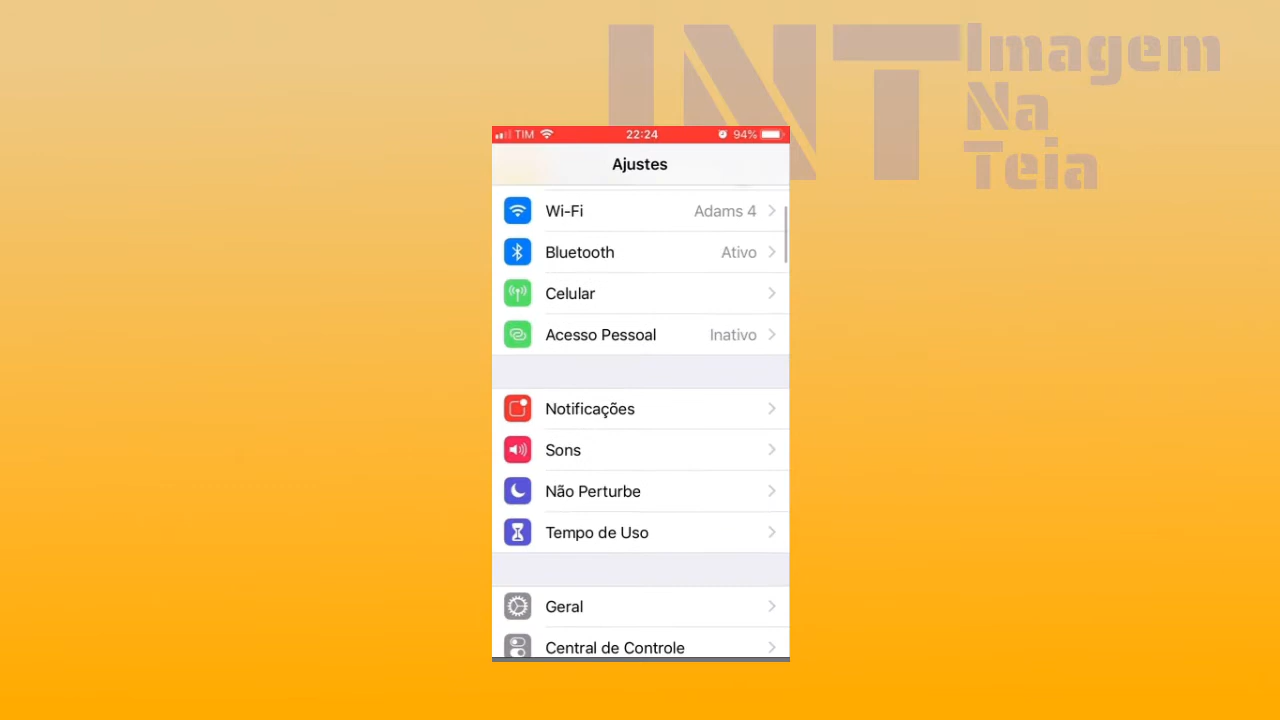 INT Imagem
Na
Teia
TIM 22:24 94%
Ajustes
Wi-Fi Adams 4
Bluetooth Ativo
Celular
Acesso Pessoal Inativo
Notificações
Sons
Não Perturbe
Tempo de Uso
Geral
Central de Controle